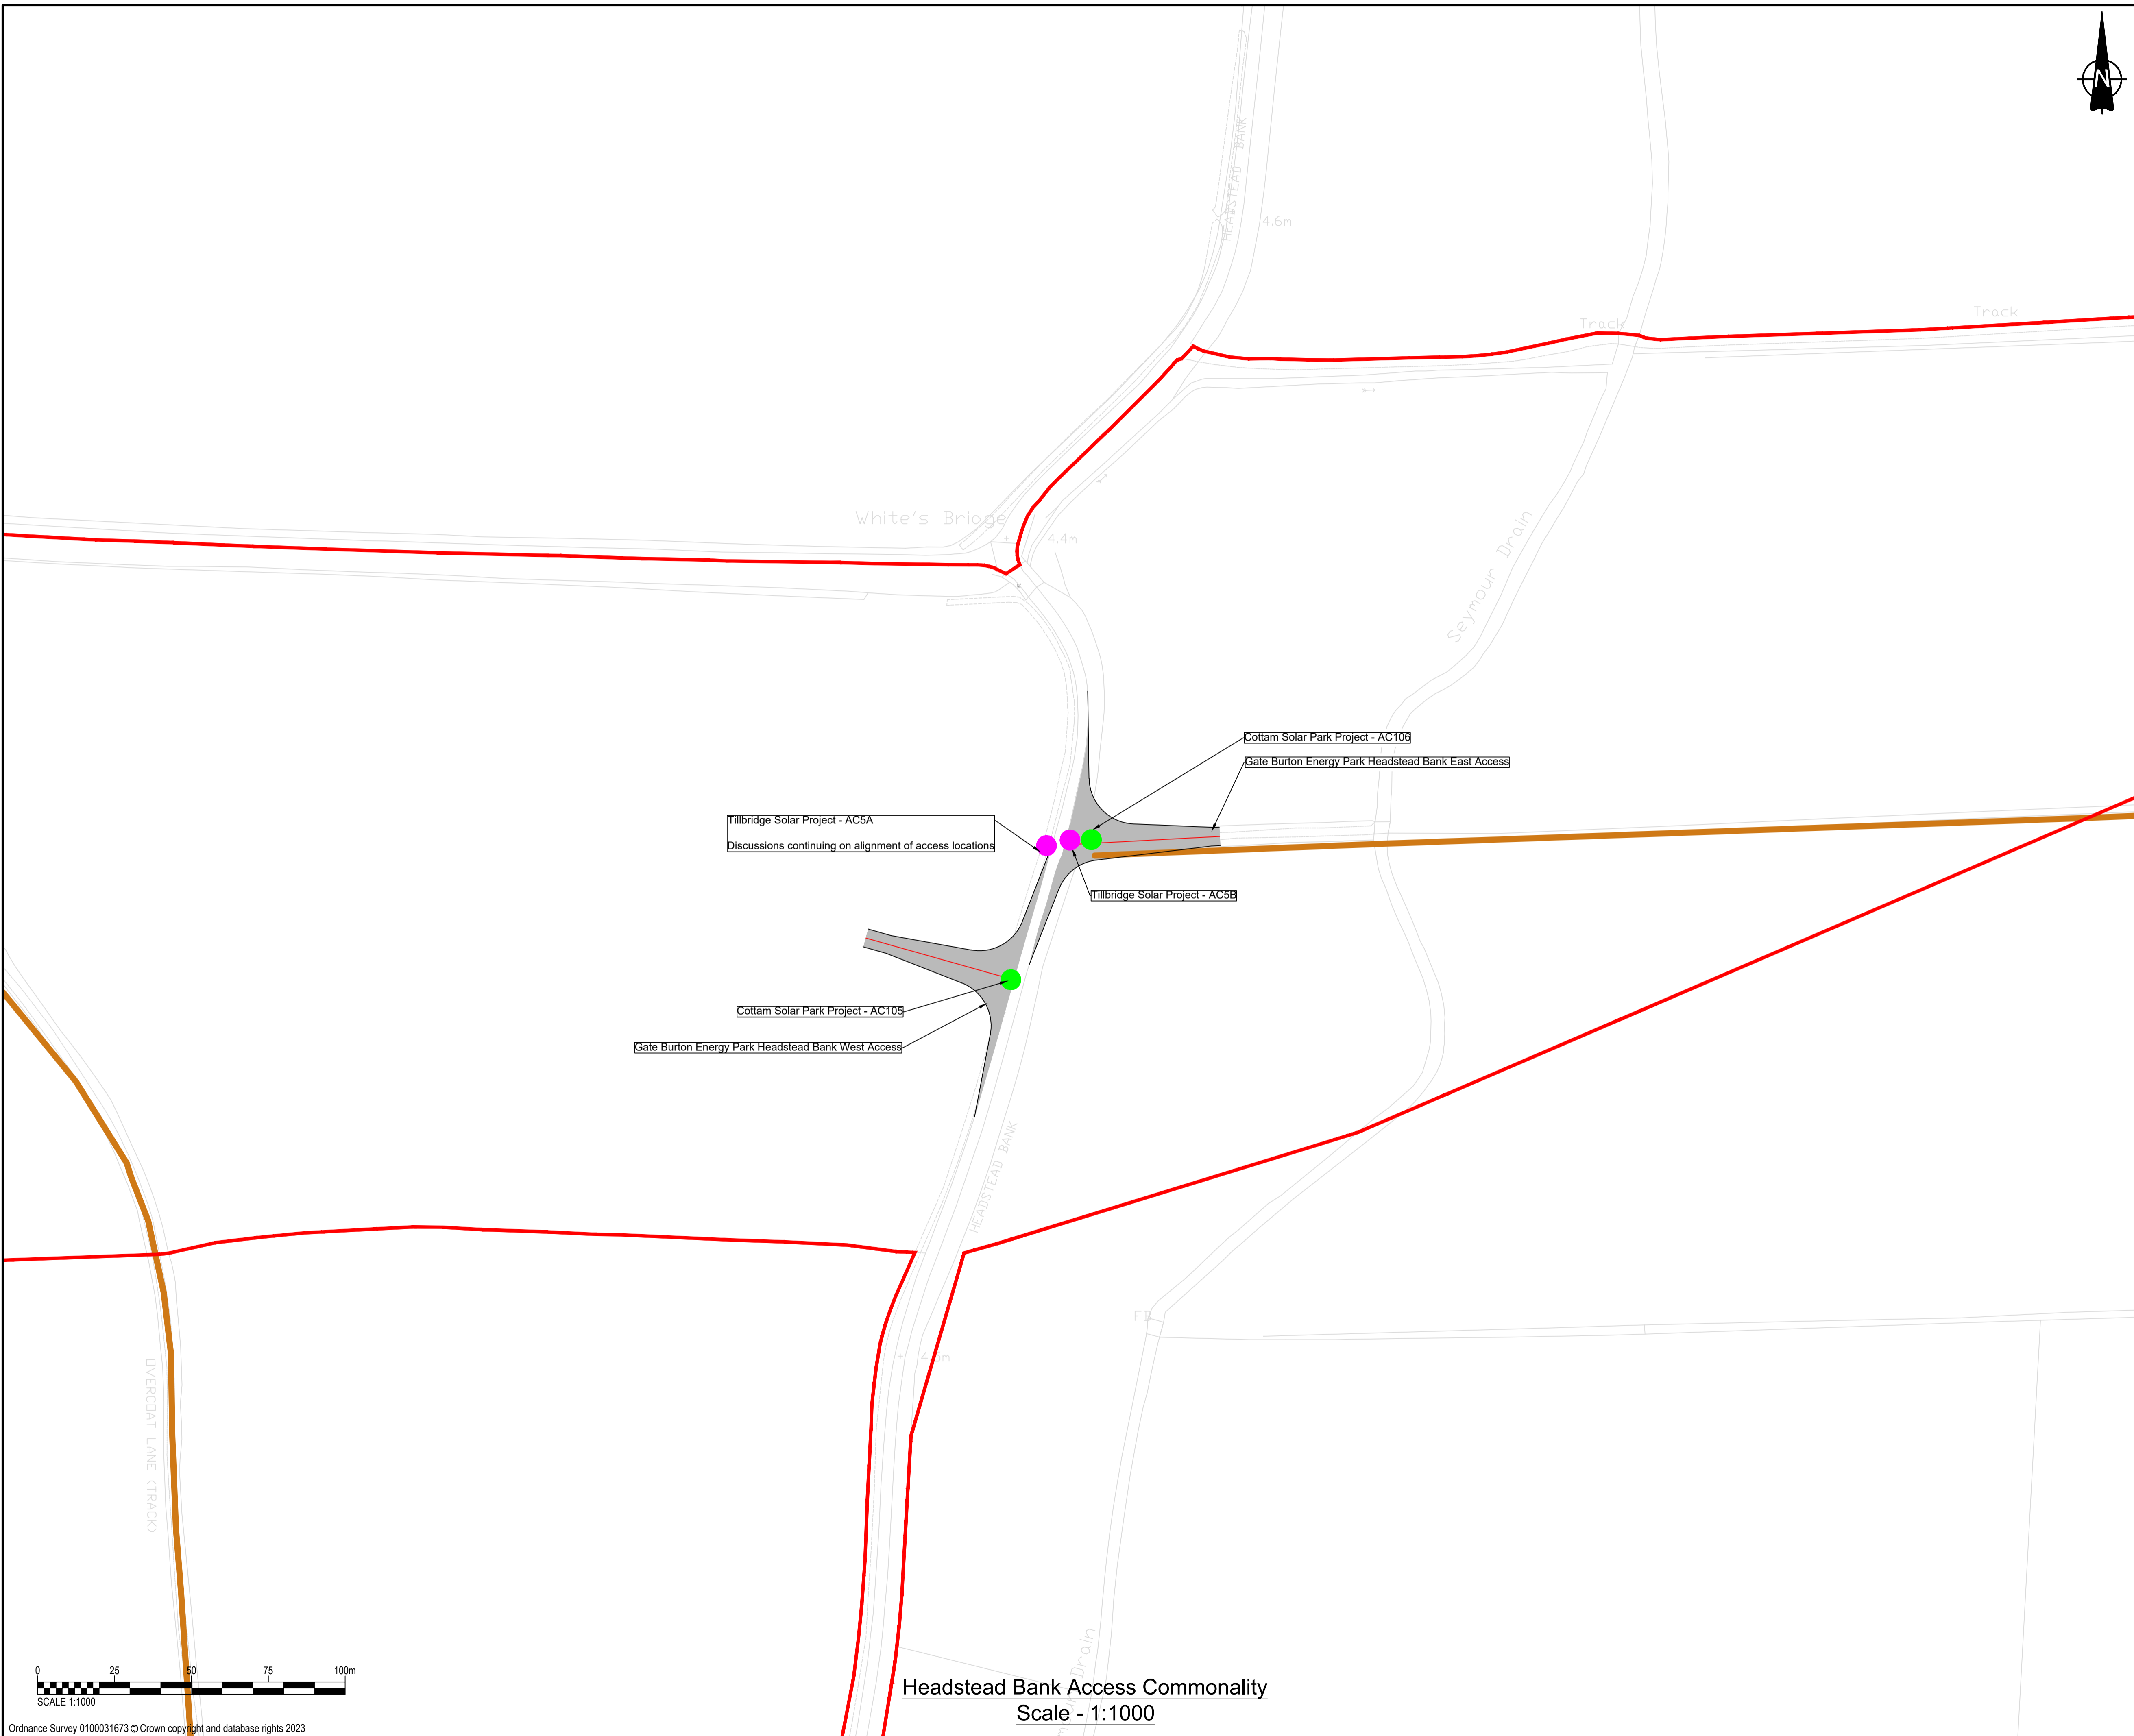 N
HEADSTEAD BANK
4.6m
Track
Track
White's Bridge
4.4m
Seymour Drain
Cottam Solar Park Project - AC106
Gate Burton Energy Park Headstead Bank East Access
Tillbridge Solar Project - AC5A
Discussions continuing on alignment of access locations
Tillbridge Solar Project - AC5B
Cottam Solar Park Project - AC105
Gate Burton Energy Park Headstead Bank West Access
HEADSTEAD BANK
FB
OVERCOAT LANE (TRACK)
Drain
0 25 50 75 100m
SCALE 1:1000
Headstead Bank Access Commonality
Scale - 1:1000
Ordnance Survey 0100031673 © Crown copyright and database rights 2023